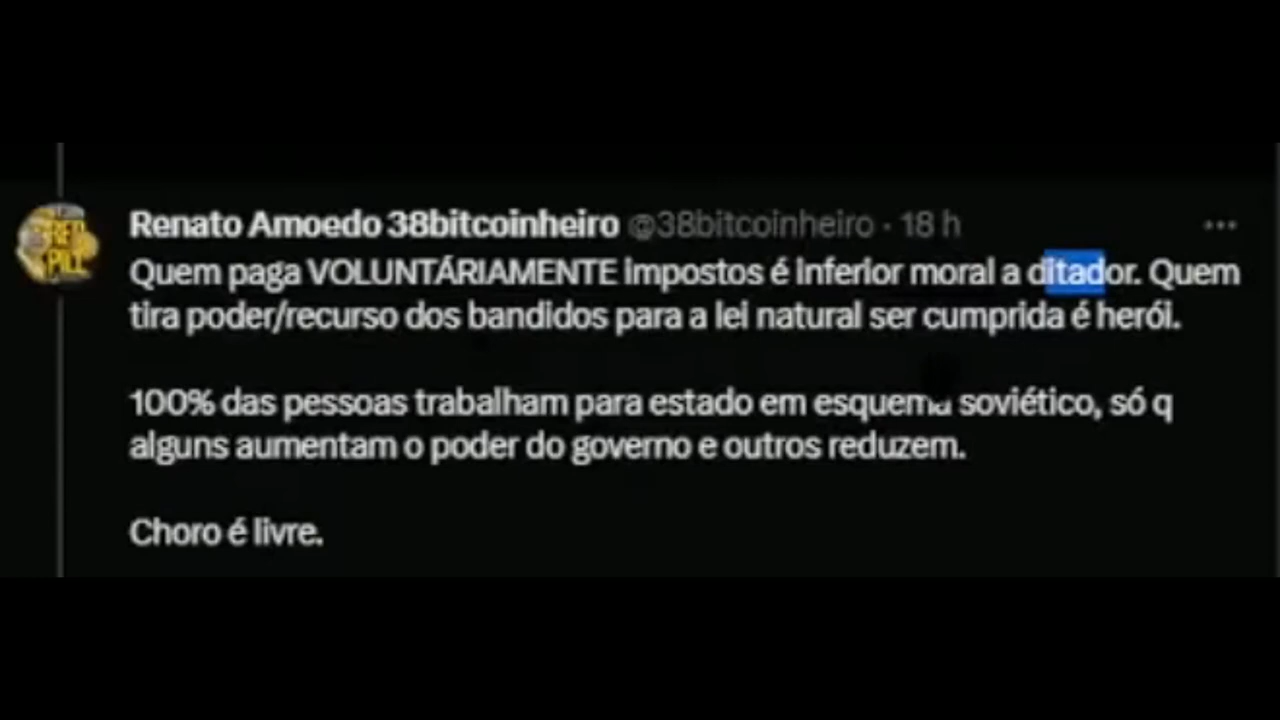 Renato Amoedo 38bitcoinheiro @38bitcoinheiro · 18 h
Quem paga VOLUNTÁRIAMENTE impostos é inferior moral a ditador. Quem
tira poder/recurso dos bandidos para a lei natural ser cumprida é herói.
100% das pessoas trabalham para estado em esquema soviético, só q
alguns aumentam o poder do governo e outros reduzem.
Choro é livre.
RED
PILL